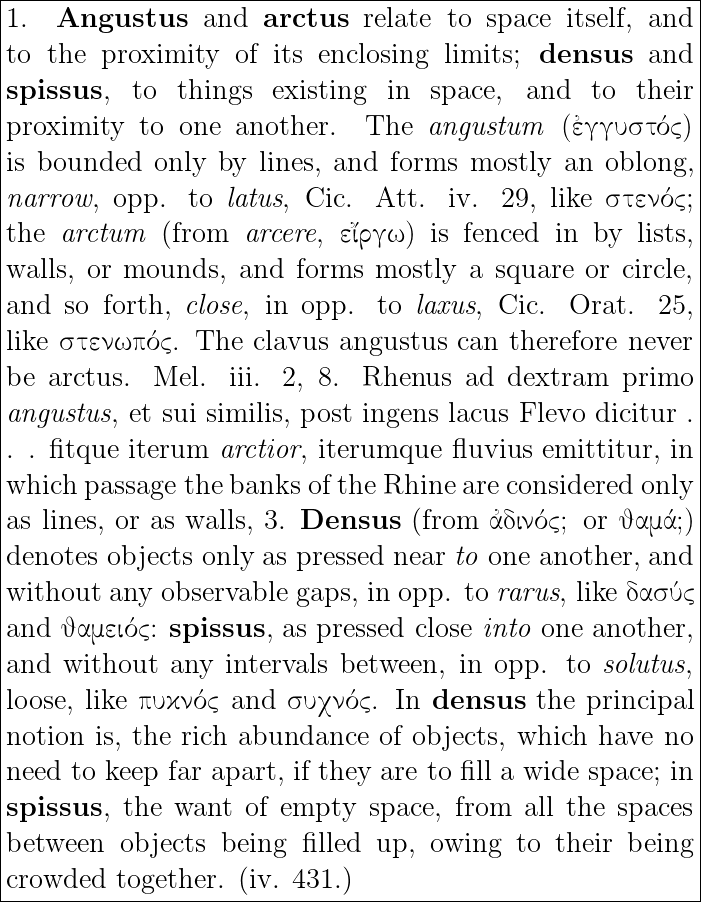 1. Angustus and arctus relate to space itself, and
to the proximity of its enclosing limits; densus and
spissus, to things existing in space, and to their
proximity to one another. The angustum (ἐγγυστός)
is bounded only by lines, and forms mostly an oblong,
narrow, opp. to latus, Cic. Att. iv. 29, like στενός;
the arctum (from arcere, εἴργω) is fenced in by lists,
walls, or mounds, and forms mostly a square or circle,
and so forth, close, in opp. to laxus, Cic. Orat. 25,
like στενωπός. The clavus angustus can therefore never
be arctus. Mel. iii. 2, 8. Rhenus ad dextram primo
angustus, et sui similis, post ingens lacus Flevo dicitur .
. . fitque iterum arctior, iterumque fluvius emittitur, in
which passage the banks of the Rhine are considered only
as lines, or as walls, 3. Densus (from ἀδινός; or ϑαμά;)
denotes objects only as pressed near to one another, and
without any observable gaps, in opp. to rarus, like δασύς
and ϑαμειός: spissus, as pressed close into one another,
and without any intervals between, in opp. to solutus,
loose, like πυκνός and συχνός. In densus the principal
notion is, the rich abundance of objects, which have no
need to keep far apart, if they are to fill a wide space; in
spissus, the want of empty space, from all the spaces
between objects being filled up, owing to their being
crowded together. (iv. 431.)